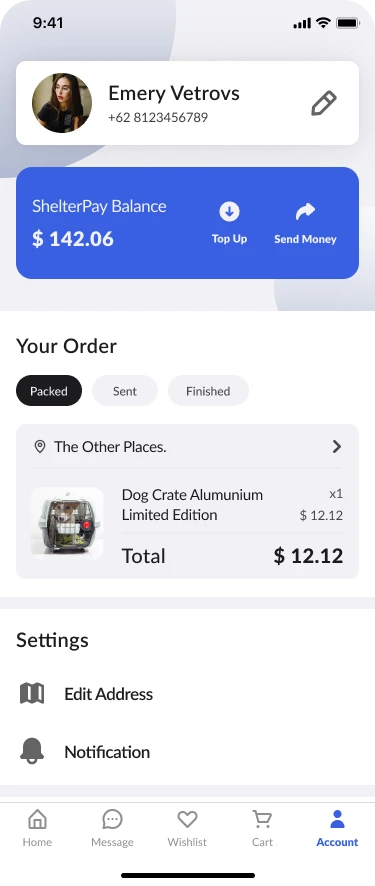 9:41
Emery Vetrovs
+62 8123456789
ShelterPay Balance
$ 142.06
Top Up
Send Money
Your Order
Packed
Sent
Finished
The Other Places.
Dog Crate Alumunium
x1
Limited Edition
$ 12.12
Total
$ 12.12
Settings
Edit Address
Notification
Home
Message
Wishlist
Cart
Account